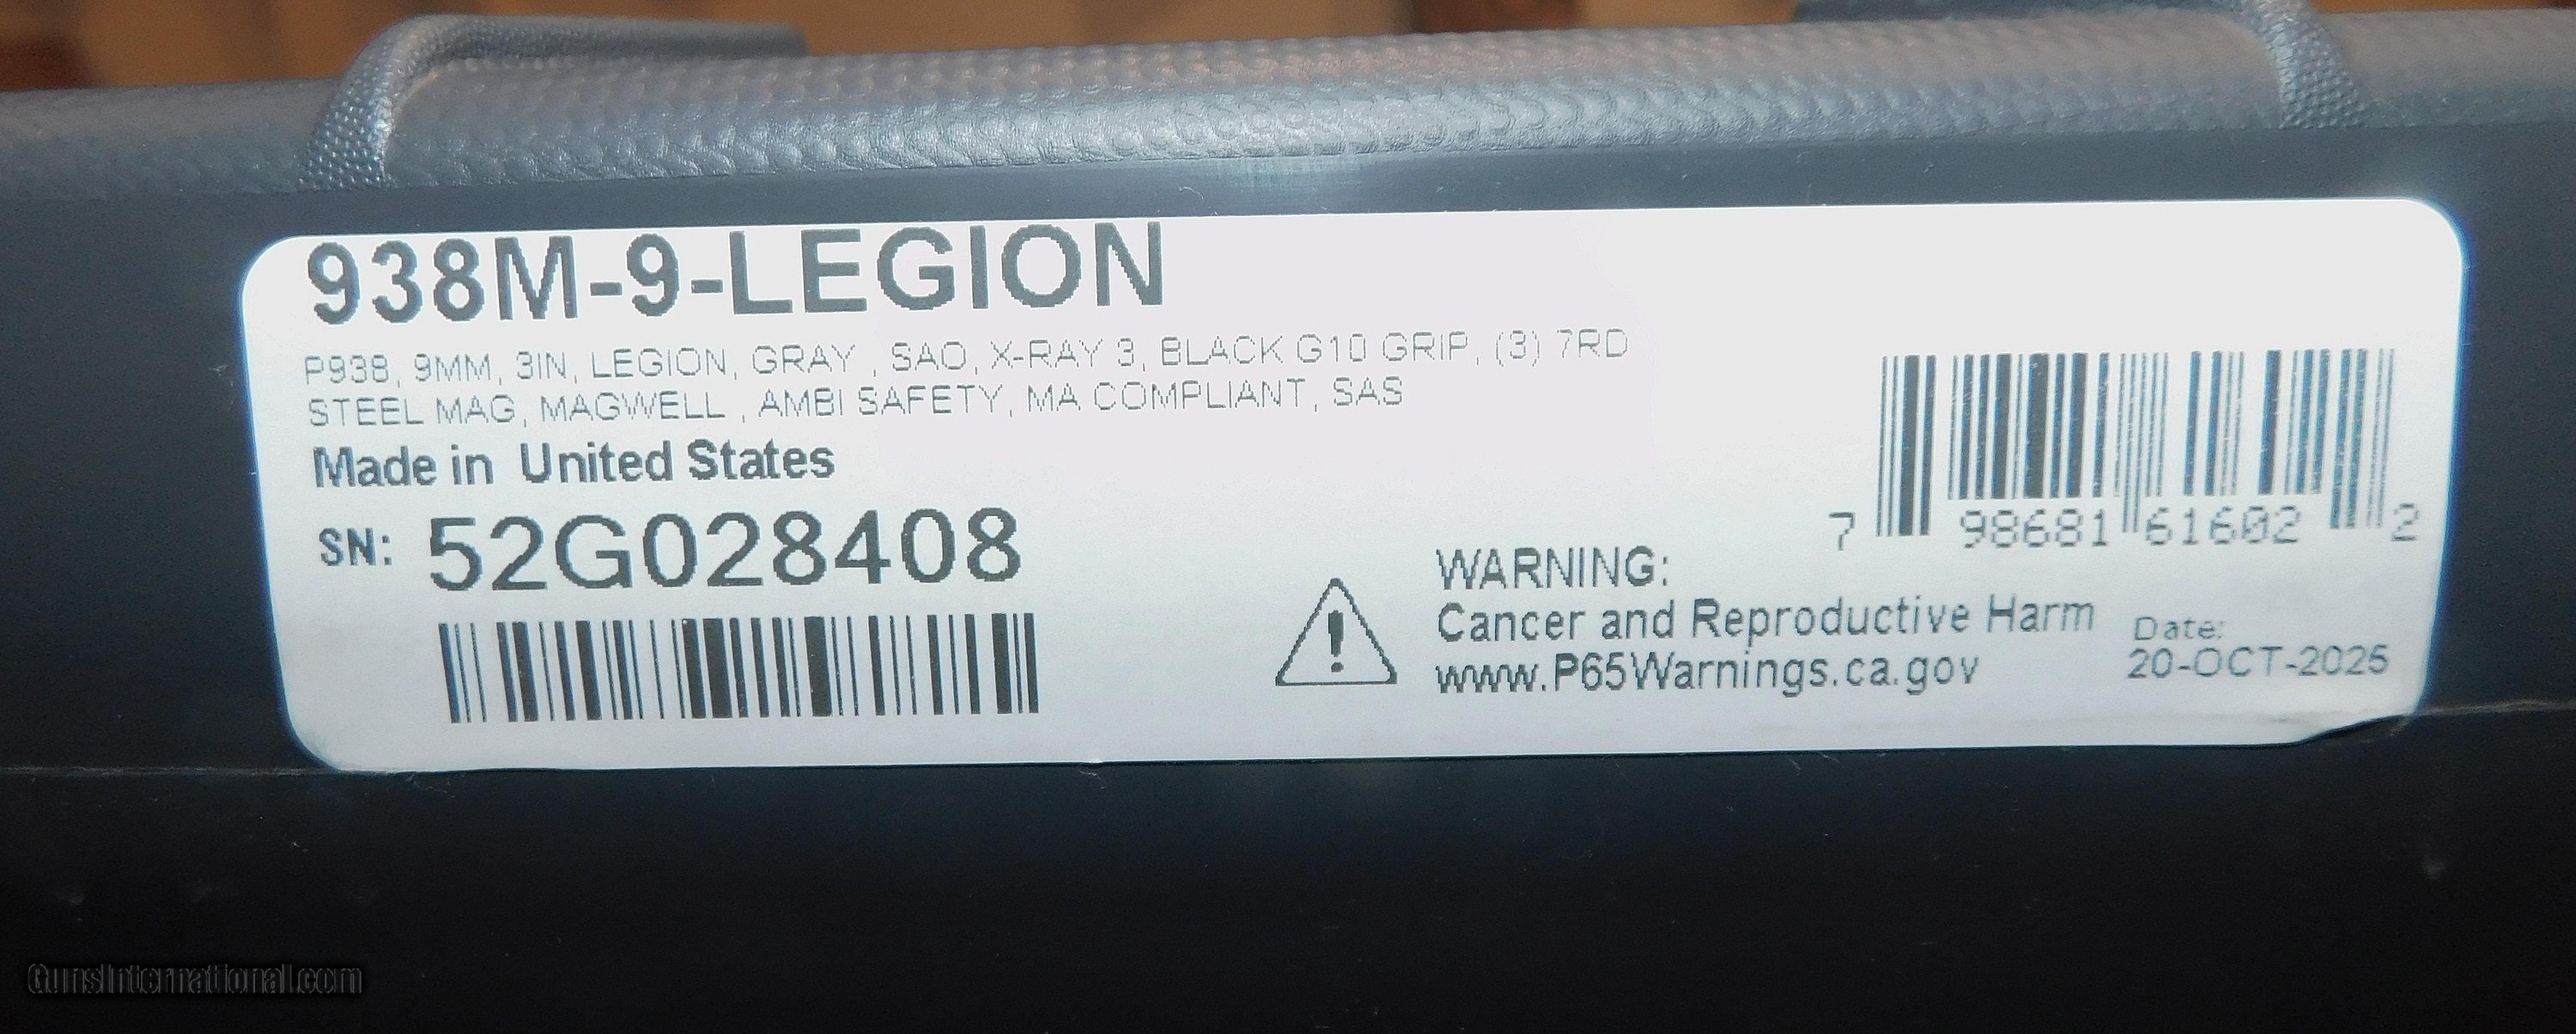 938M-9-LEGION
P938, 9MM, 3IN, LEGION, GRAY , SAO, X-RAY 3, BLACK G10 GRIP, (3) 7RD
STEEL MAG, MAGWELL , AMBI SAFETY, MA COMPLIANT, SAS
Made in United States
SN: 52G028408
7 98681 61602 2
WARNING:
Cancer and Reproductive Harm
www.P65Warnings.ca.gov
Date:
20-OCT-2025
GunsInternational.com